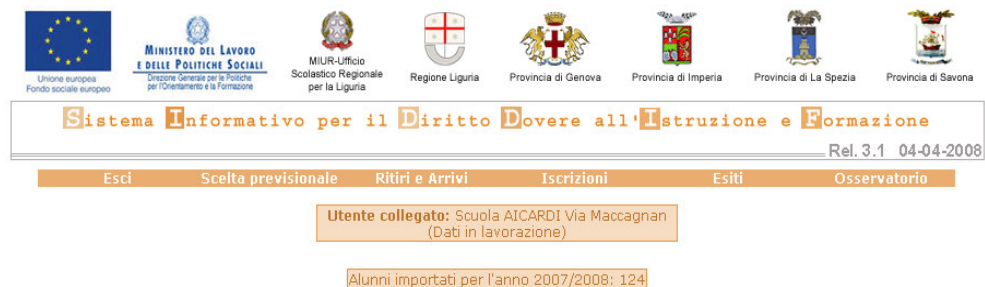 Unione europea
Fondo sociale europeo
MINISTERO DEL LAVORO
E DELLE POLITICHE SOCIALI
Direzione Generale per le Politiche
per l'Orientamento e la Formazione
MIUR-Ufficio
Scolastico Regionale
per la Liguria
Regione Liguria
Provincia di Genova
Provincia di Imperia
Provincia di La Spezia
Provincia di Savona
Sistema Informativo per il Diritto Dovere all'Istruzione e Formazione
Rel. 3.1 04-04-2008
Esci Scelta previsionale Ritiri e Arrivi Iscrizioni Esiti Osservatorio
Utente collegato: Scuola AICARDI Via Maccagnan
(Dati in lavorazione)
Alunni importati per l'anno 2007/2008: 124